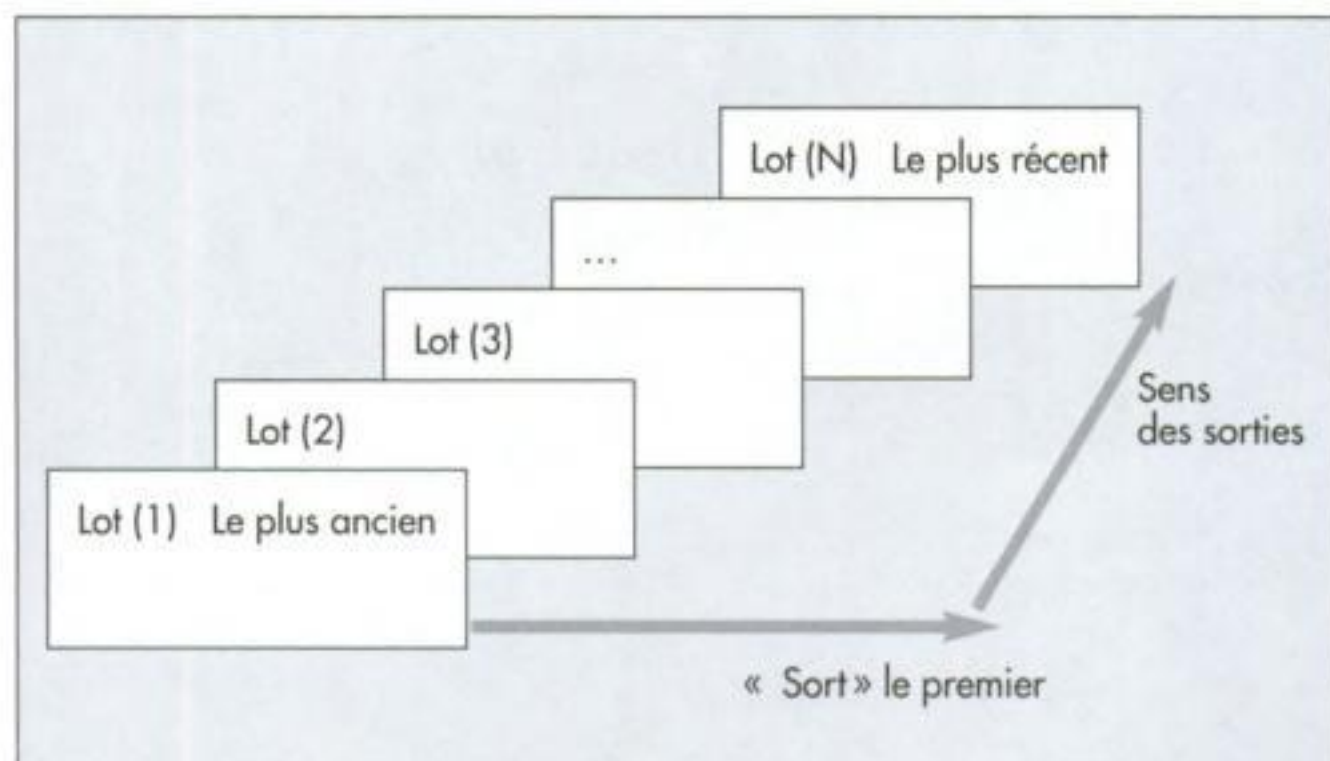 Lot (N) Le plus récent
...
Lot (3)
Lot (2)
Lot (1) Le plus ancien
Sens
des sorties
« Sort » le premier